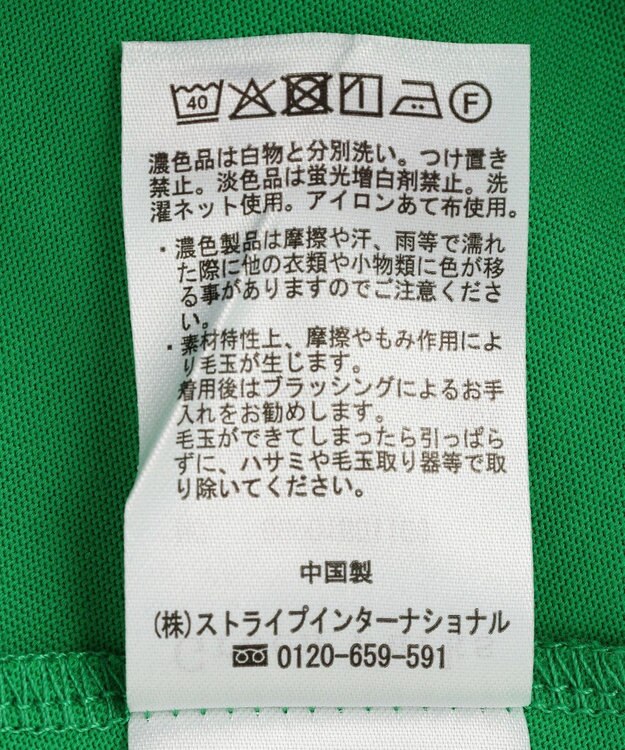 40 F
濃色品は白物と分別洗い。つけ置き
禁止。淡色品は蛍光増白剤禁止。洗
濯ネット使用。アイロンあて布使用。
・濃色製品は摩擦や汗、雨等で濡れ
た際に他の衣類や小物類に色が移
る事がありますのでご注意くださ
い。
・素材特性上、摩擦やもみ作用によ
り毛玉が生じます。
着用後はブラッシングによるお手
入れをお勧めします。
毛玉ができてしまったら引っぱら
ずに、ハサミや毛玉取り器等で取
り除いてください。
中国製
(株)ストライプインターナショナル
0120-659-591